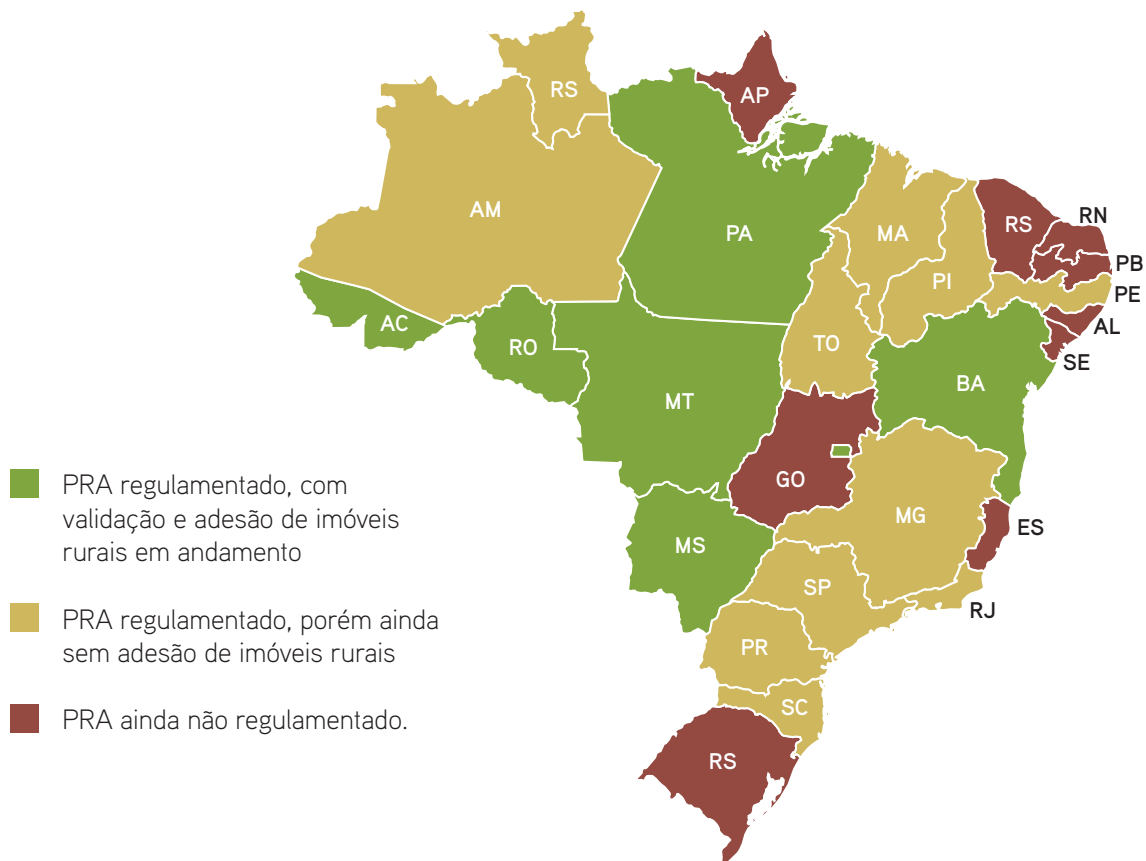 RS
AP
AM
PA
MA
RS
RN
PB
PI
PE
AC
RO
TO
AL
SE
MT
BA
GO
MG
ES
MS
SP
RJ
PR
SC
RS
PRA regulamentado, com
validação e adesão de imóveis
rurais em andamento
PRA regulamentado, porém ainda
sem adesão de imóveis rurais
PRA ainda não regulamentado.